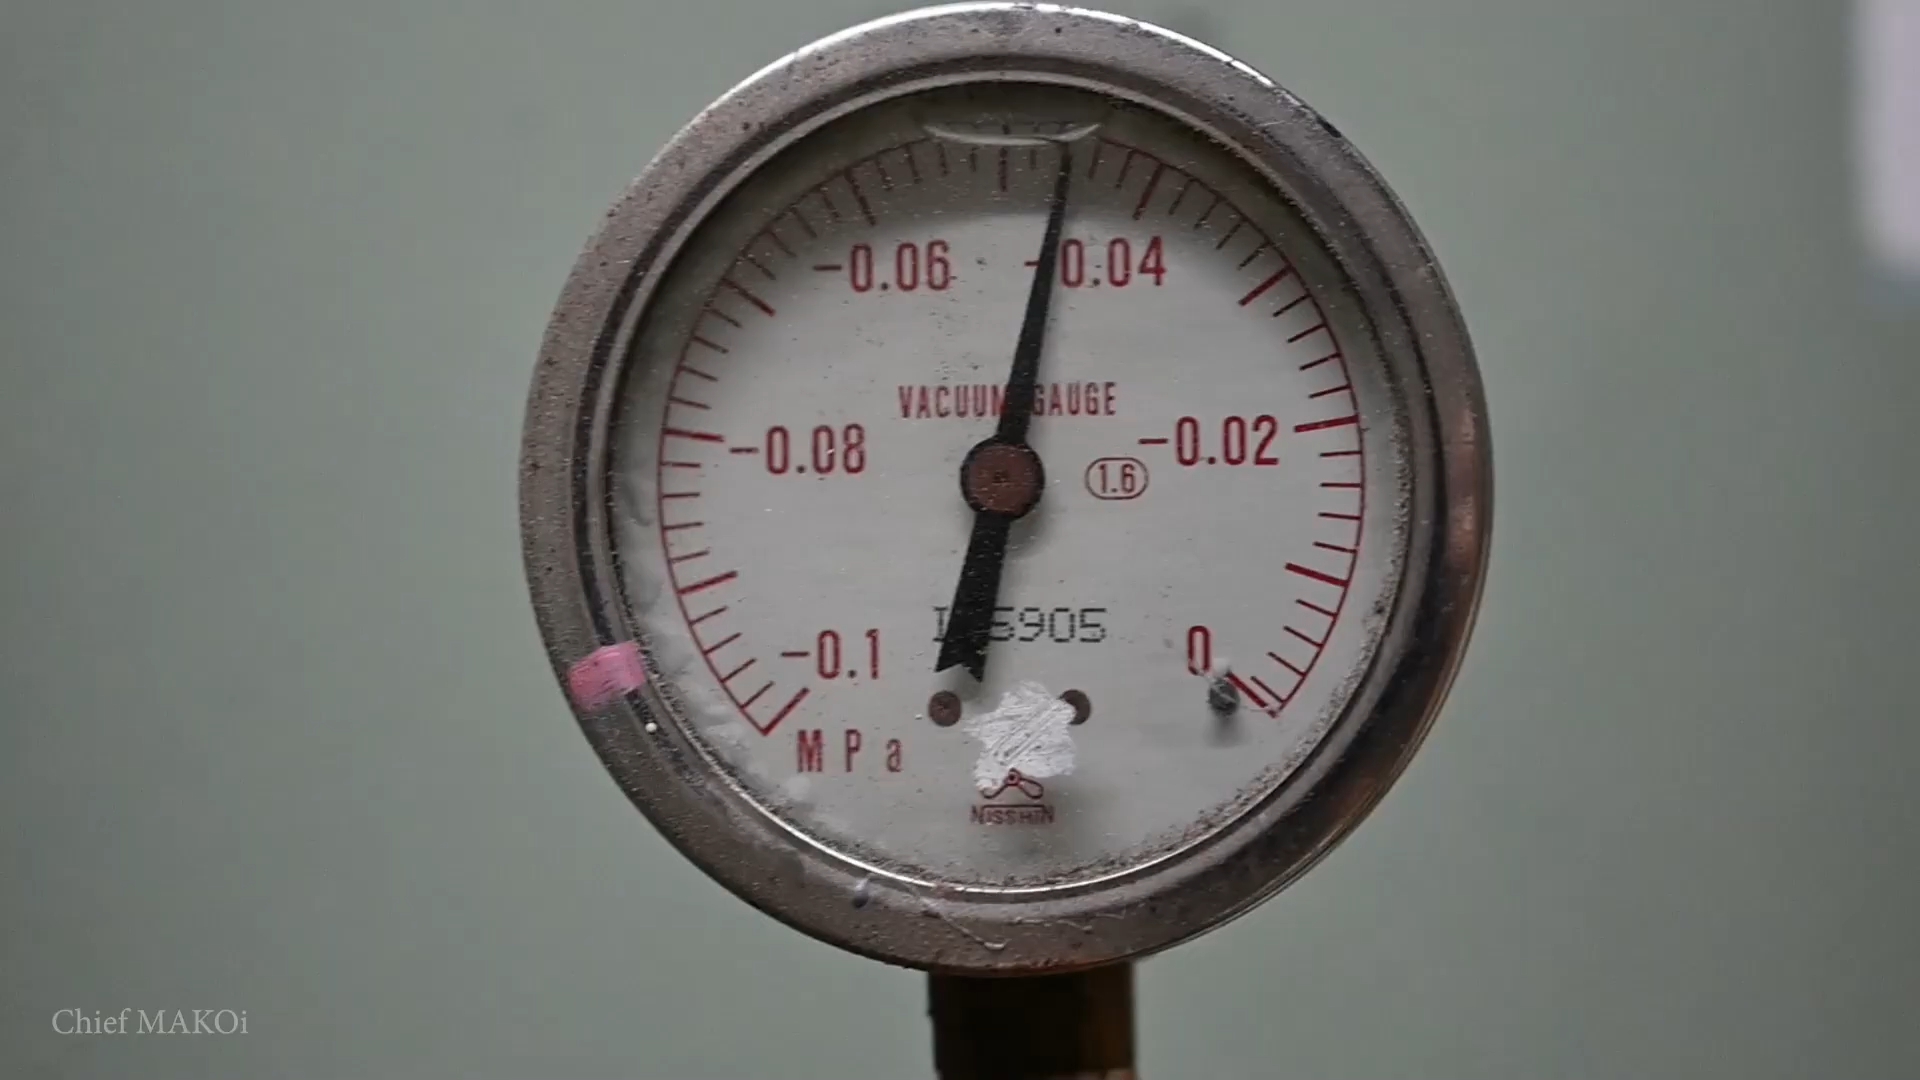 -0.06 -0.04
VACUUM GAUGE
-0.08 -0.02
1.6
5905
-0.1 0
MPa
NISSHIN
Chief MAKOi